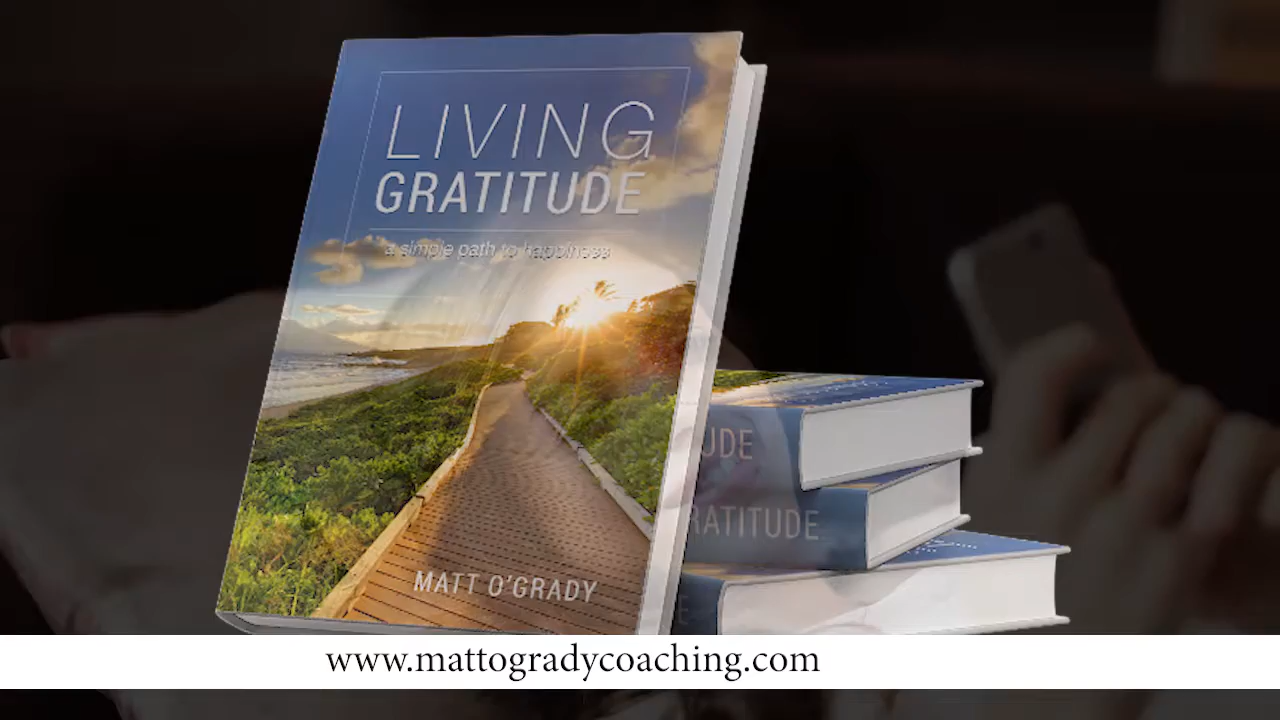 LIVING
GRATITUDE
a simple path to happiness
MATT O'GRADY
UDE
RATITUDE
E
www.mattogradycoaching.com